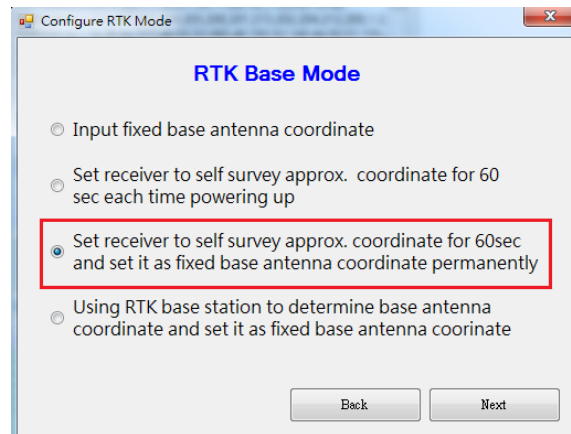 Configure RTK Mode
RTK Base Mode
Input fixed base antenna coordinate
Set receiver to self survey approx. coordinate for 60
sec each time powering up
Set receiver to self survey approx. coordinate for 60sec
and set it as fixed base antenna coordinate permanently
Using RTK base station to determine base antenna
coordinate and set it as fixed base antenna coorinate
Back
Next